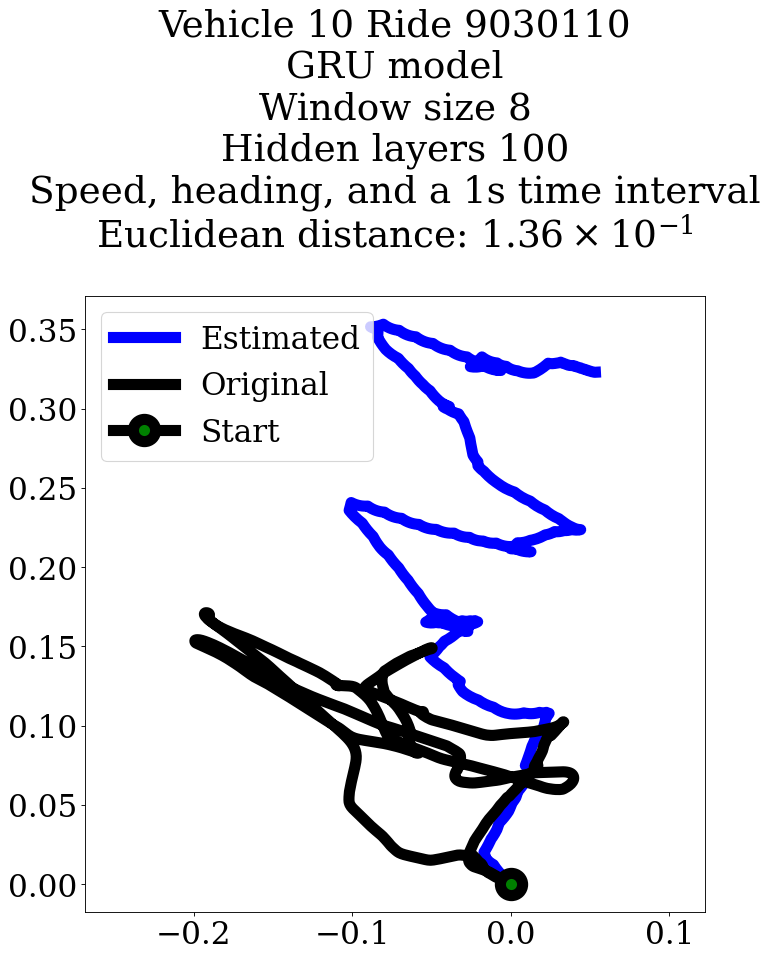 Vehicle 10 Ride 9030110
GRU model
Window size 8
Hidden layers 100
Speed, heading, and a 1s time interval
Euclidean distance: 1.36 × 10⁻¹
Estimated
Original
Start
0.35
0.30
0.25
0.20
0.15
0.10
0.05
0.00
−0.2
−0.1
0.0
0.1